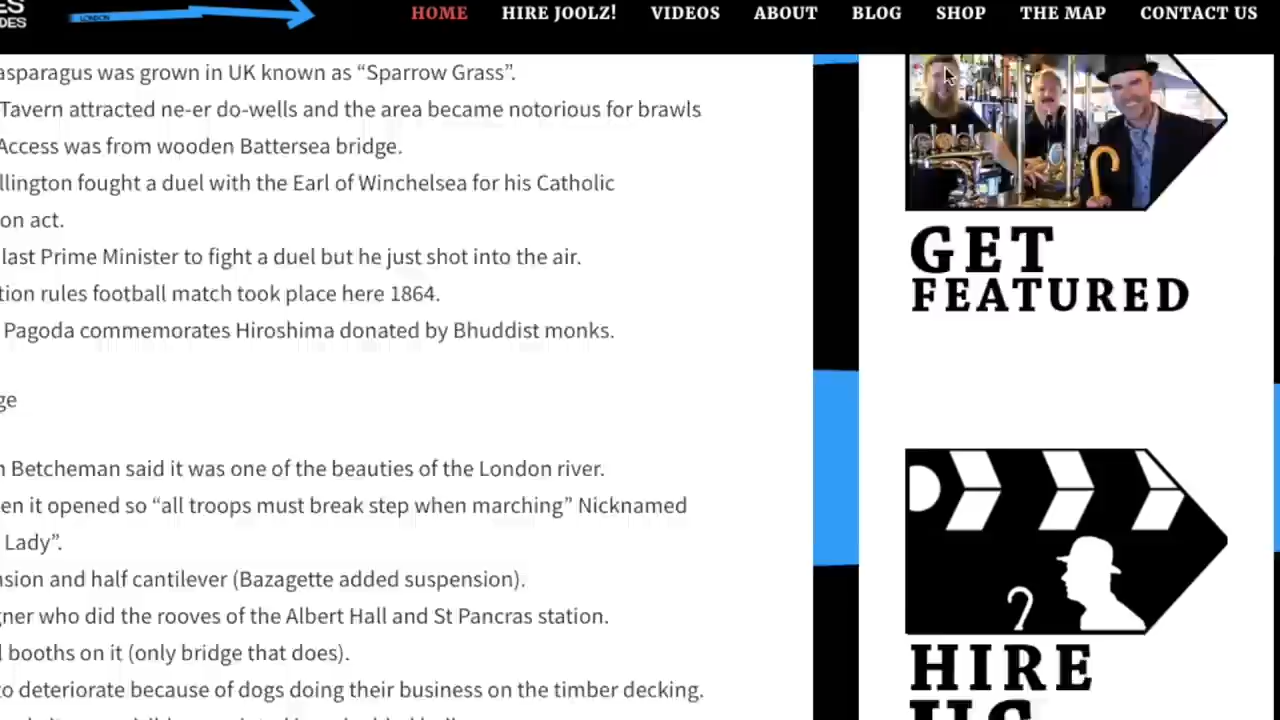 ES
DES
LONDON
HOME HIRE JOOLZ! VIDEOS ABOUT BLOG SHOP THE MAP CONTACT US
asparagus was grown in UK known as “Sparrow Grass”.
Tavern attracted ne-er do-wells and the area became notorious for brawls
Access was from wooden Battersea bridge.
llington fought a duel with the Earl of Winchelsea for his Catholic
on act.
last Prime Minister to fight a duel but he just shot into the air.
tion rules football match took place here 1864.
Pagoda commemorates Hiroshima donated by Bhuddist monks.
ge
n Betcheman said it was one of the beauties of the London river.
en it opened so “all troops must break step when marching” Nicknamed
Lady”.
nsion and half cantilever (Bazagette added suspension).
gner who did the rooves of the Albert Hall and St Pancras station.
l booths on it (only bridge that does).
to deteriorate because of dogs doing their business on the timber decking.
GET
FEATURED
HIRE
US